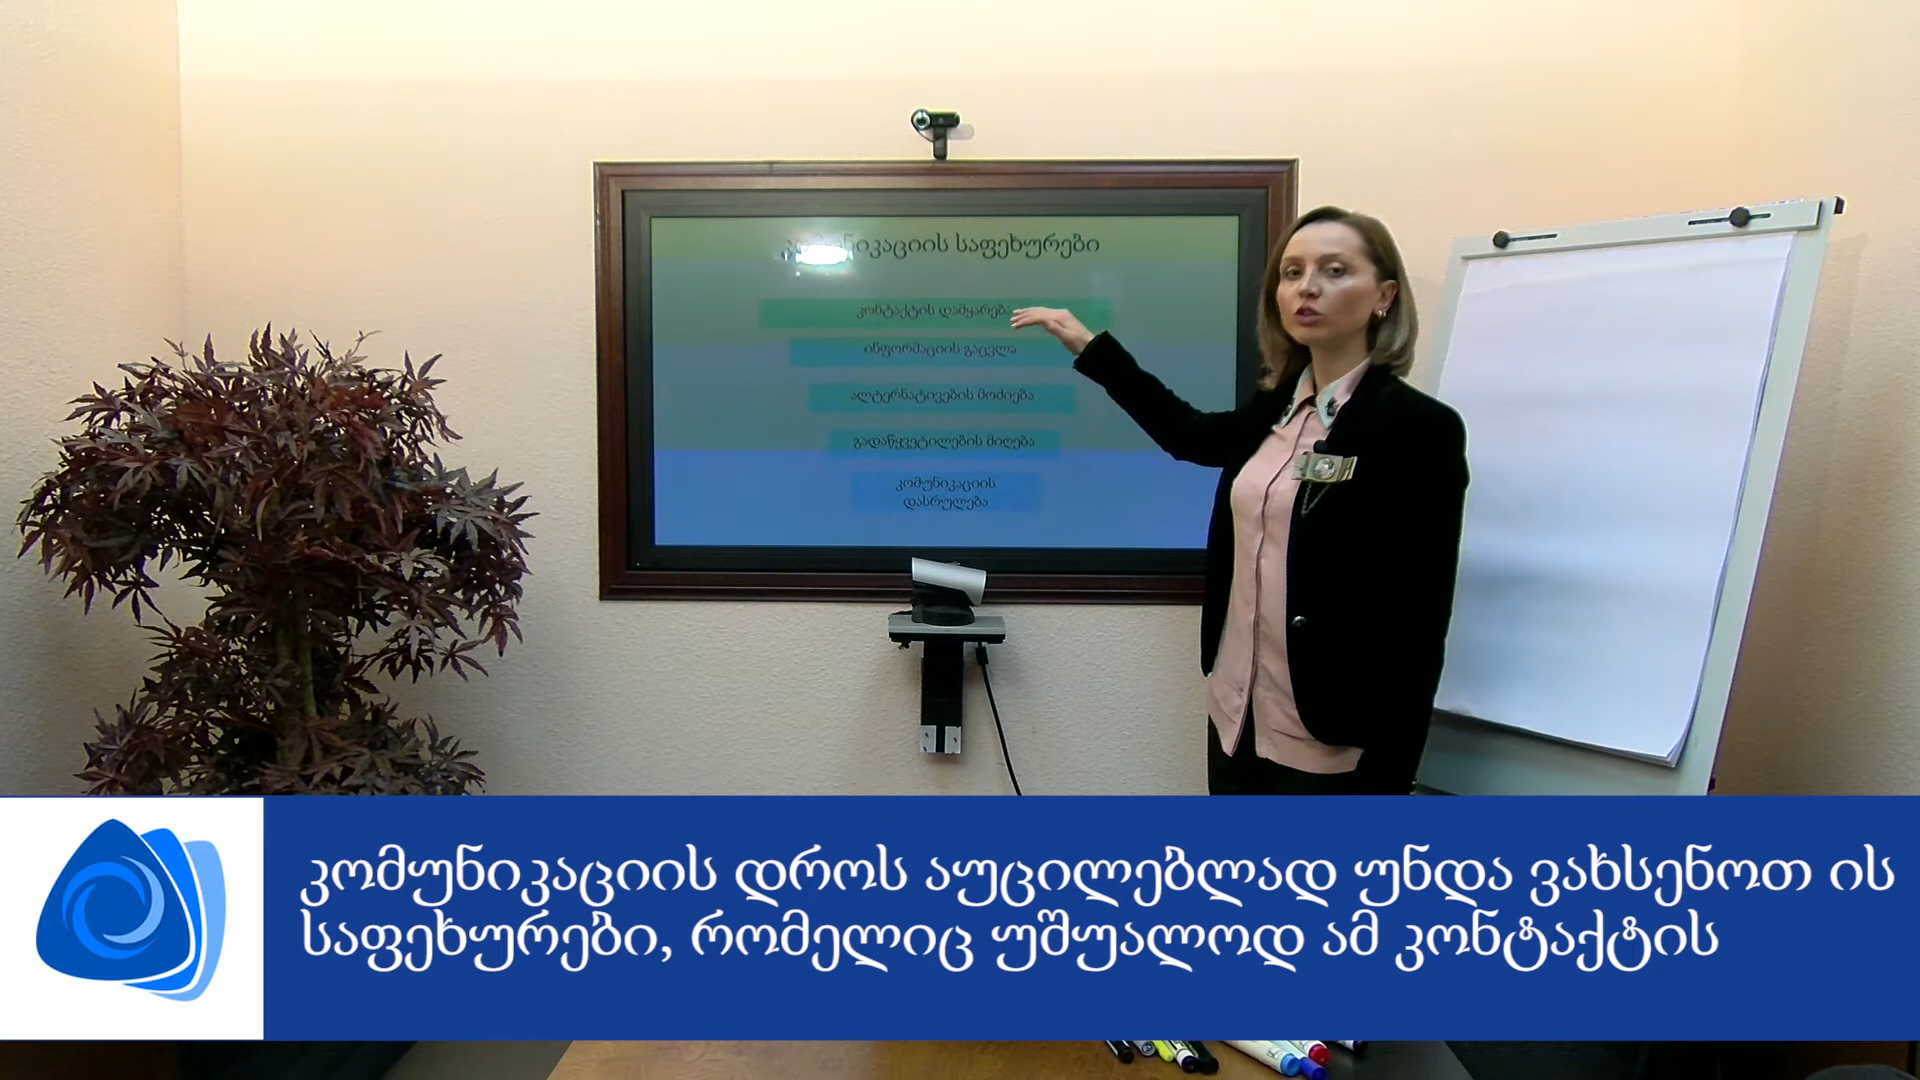 კომუნიკაციის საფეხურები
კონტაქტის დამყარება
ინფორმაციის გაცვლა
ალტერნატივების მოძიება
გადაწყვეტილების მიღება
კომუნიკაციის
დასრულება
კომუნიკაციის დროს აუცილებლად უნდა ვახსენოთ ის
საფეხურები, რომელიც უშუალოდ ამ კონტაქტის